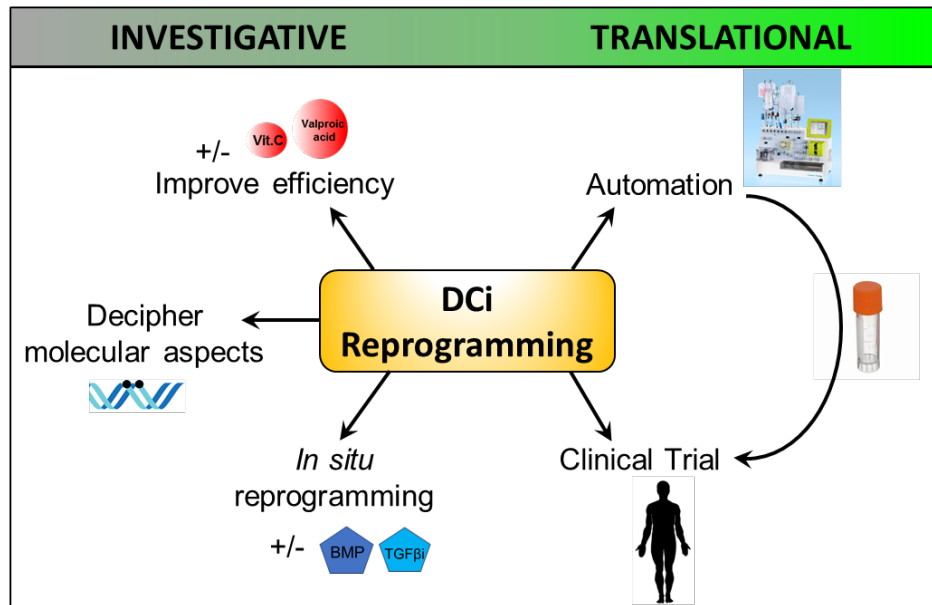 INVESTIGATIVE
TRANSLATIONAL
Vit.C
Valproic
acid
+/-
Improve efficiency
Automation
DCi
Reprogramming
Decipher
molecular aspects
In situ
reprogramming
+/-
BMP
TGFβi
Clinical Trial